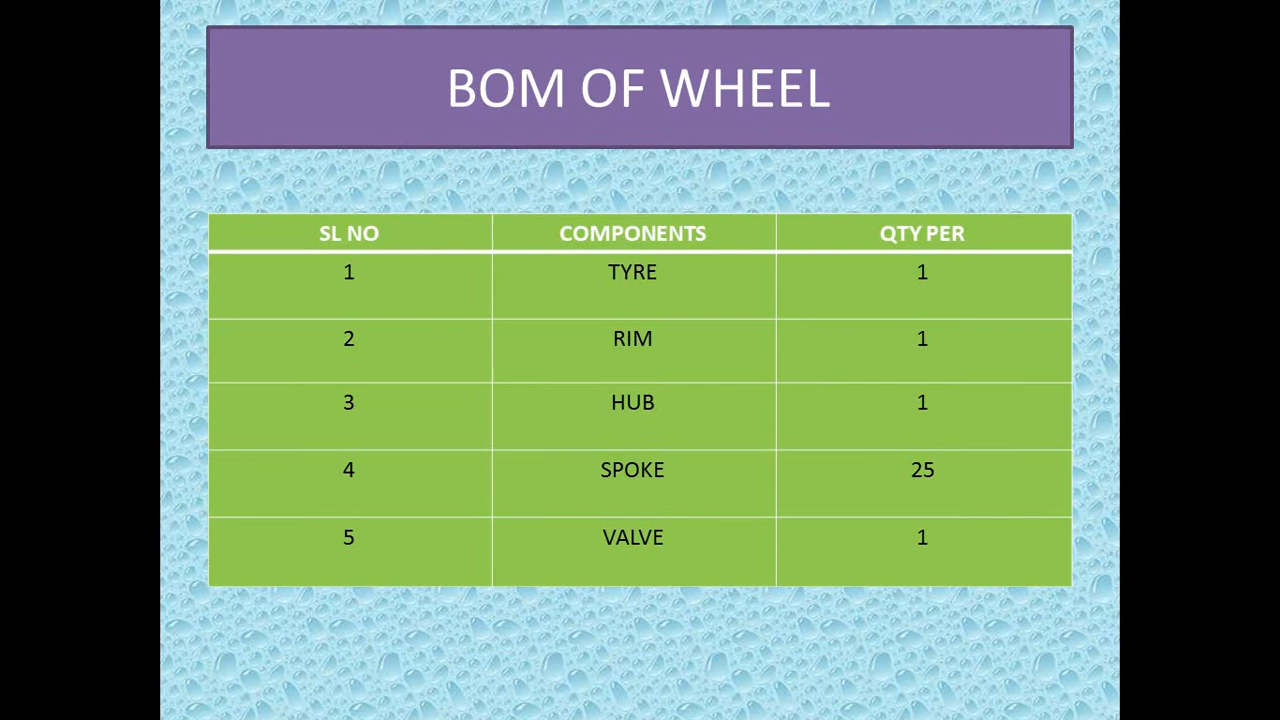 BOM OF WHEEL
SL NO COMPONENTS QTY PER
1 TYRE 1
2 RIM 1
3 HUB 1
4 SPOKE 25
5 VALVE 1